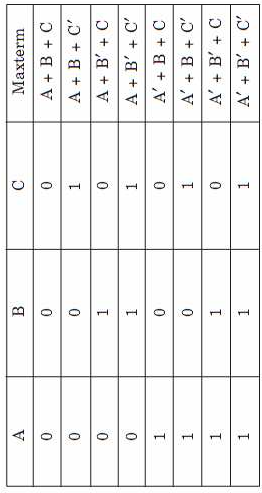 A B C Maxterm
0 0 0 A + B + C
0 0 1 A + B + C′
0 1 0 A + B′ + C
0 1 1 A + B′ + C′
1 0 0 A′ + B + C
1 0 1 A′ + B + C′
1 1 0 A′ + B′ + C
1 1 1 A′ + B′ + C′